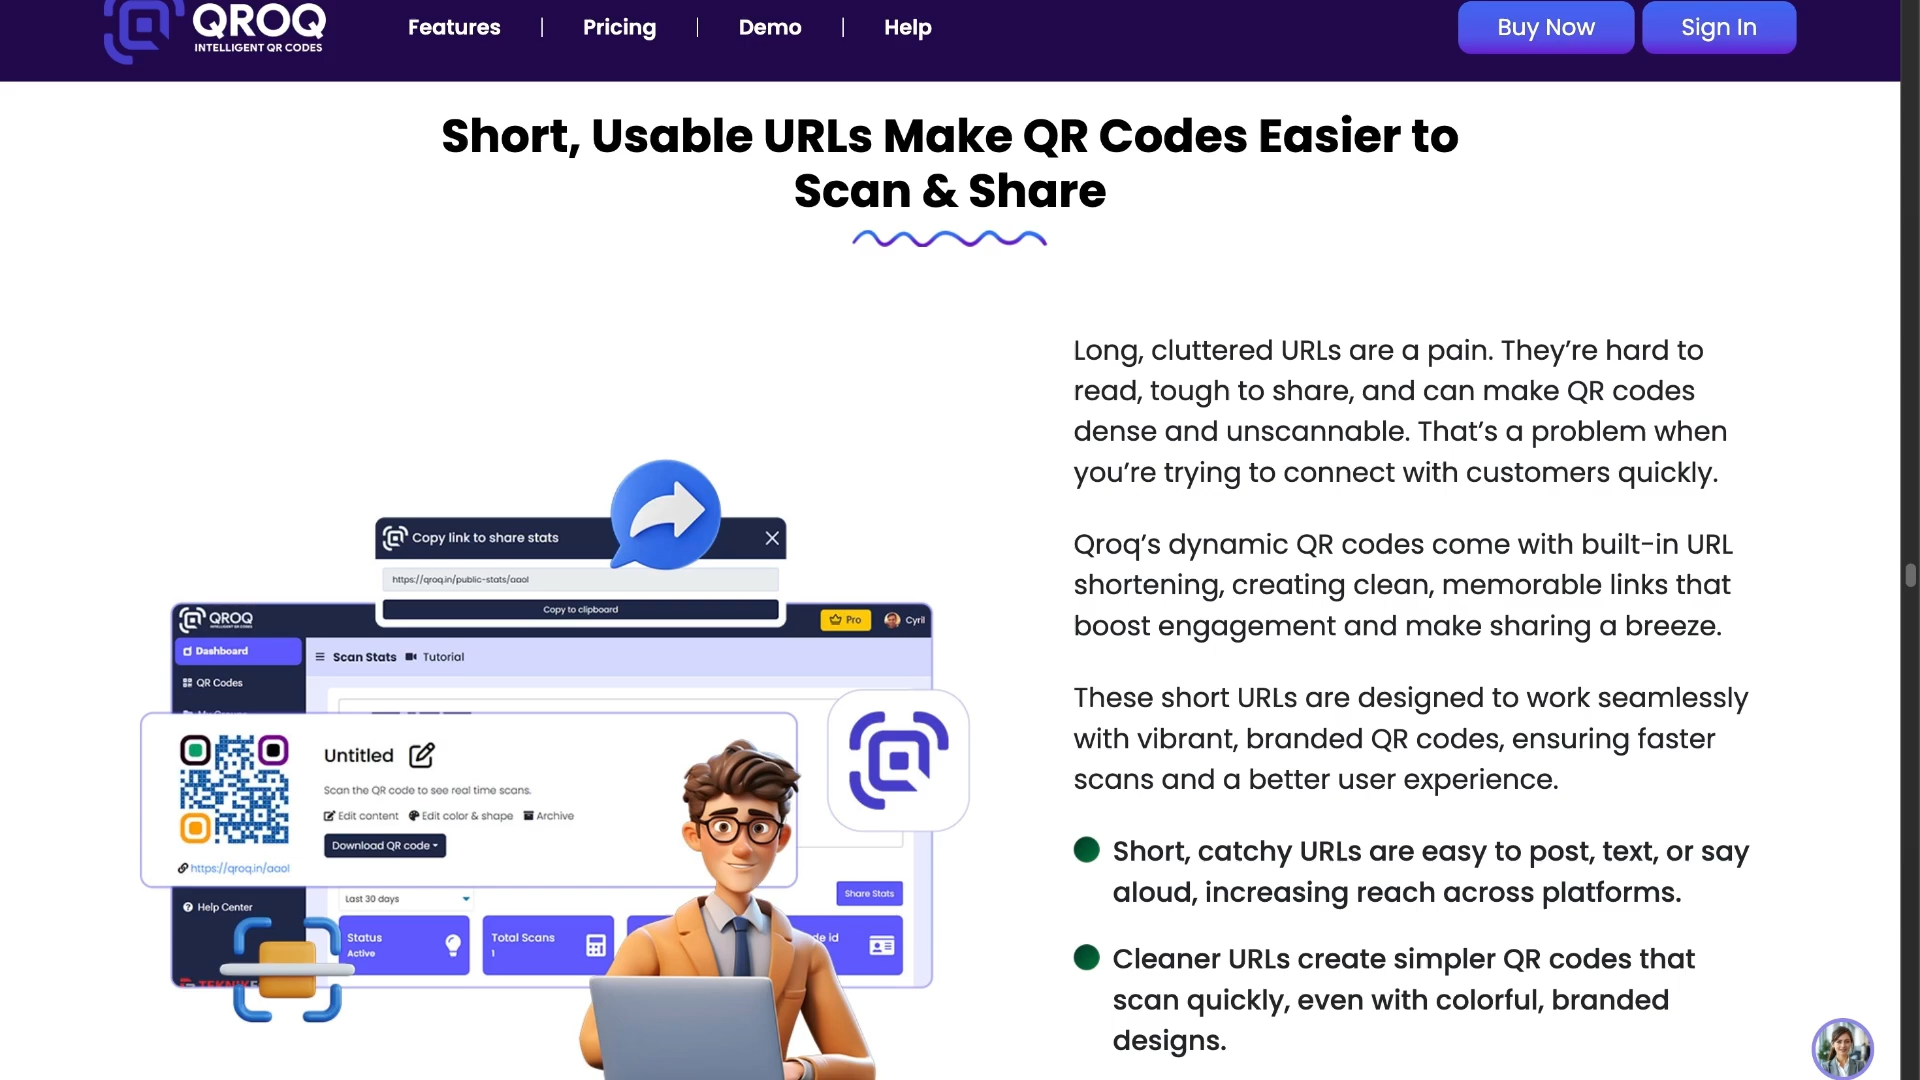 QROQ
INTELLIGENT QR CODES
Features | Pricing | Demo | Help
Buy Now
Sign In
Short, Usable URLs Make QR Codes Easier to
Scan & Share
Long, cluttered URLs are a pain. They’re hard to
read, tough to share, and can make QR codes
dense and unscannable. That’s a problem when
you’re trying to connect with customers quickly.
Qroq’s dynamic QR codes come with built-in URL
shortening, creating clean, memorable links that
boost engagement and make sharing a breeze.
These short URLs are designed to work seamlessly
with vibrant, branded QR codes, ensuring faster
scans and a better user experience.
Short, catchy URLs are easy to post, text, or say
aloud, increasing reach across platforms.
Cleaner URLs create simpler QR codes that
scan quickly, even with colorful, branded
designs.
Copy link to share stats
https://qroq.in/public-stats/aaol
Copy to clipboard
QROQ
Pro
Cyril
Dashboard
Scan Stats
Tutorial
QR Codes
Untitled
Scan the QR code to see real time scans.
Edit content
Edit color & shape
Archive
Download QR code
https://qroq.in/aaol
Help Center
Last 30 days
Share Stats
Status
Active
Total Scans
1
de id